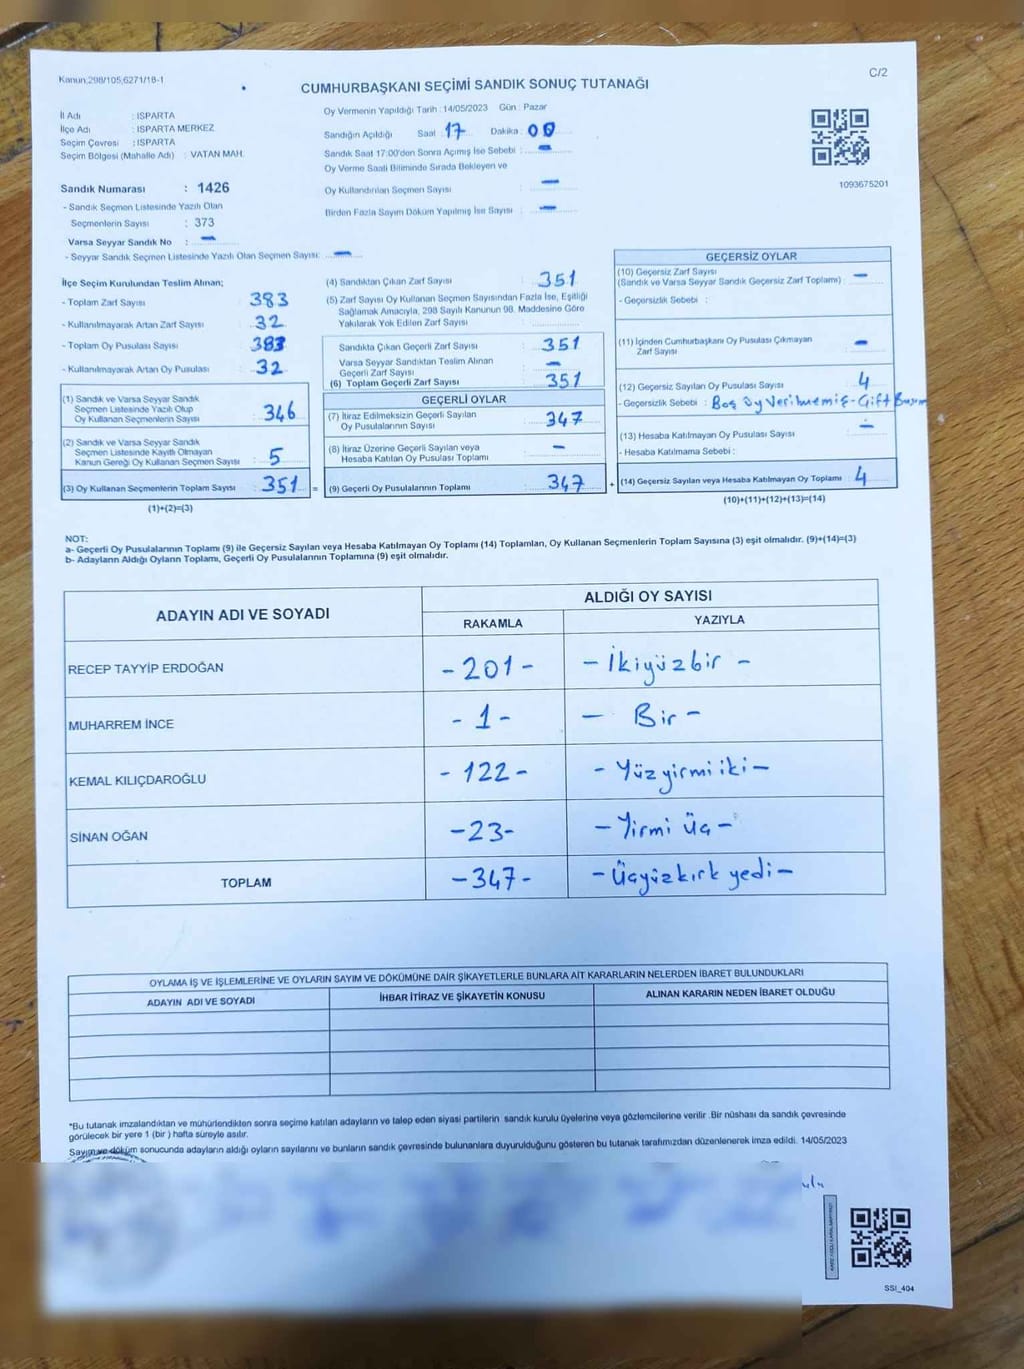 Kanun,298/105,6271/18-1
C/2
CUMHURBAŞKANI SEÇİMİ SANDIK SONUÇ TUTANAĞI
İl Adı : ISPARTA
İlçe Adı : ISPARTA MERKEZ
Seçim Çevresi : ISPARTA
Seçim Bölgesi (Mahalle Adı) : VATAN MAH.
Oy Vermenin Yapıldığı Tarih : 14/05/2023 Gün : Pazar
Sandığın Açıldığı Saat : 17 Dakika : 00
Sandık Saat 17:00'den Sonra Açımış İse Sebebi : —
Oy Verme Saati Bitiminde Sırada Bekleyen ve
Oy Kullandırılan Seçmen Sayısı : —
Birden Fazla Sayım Döküm Yapılmış İse Sayısı : —
1093675201
Sandık Numarası : 1426
- Sandık Seçmen Listesinde Yazılı Olan
Seçmenlerin Sayısı : 373
Varsa Seyyar Sandık No : —
- Seyyar Sandık Seçmen Listesinde Yazılı Olan Seçmen Sayısı: —
İlçe Seçim Kurulundan Teslim Alınan;
- Toplam Zarf Sayısı : 383
- Kullanılmayarak Artan Zarf Sayısı : 32
- Toplam Oy Pusulası Sayısı : 383
- Kullanılmayarak Artan Oy Pusulası : 32
(1) Sandık ve Varsa Seyyar Sandık
Seçmen Listesinde Yazılı Olup
Oy Kullanan Seçmenlerin Sayısı : 346
(2) Sandık ve Varsa Seyyar Sandık
Seçmen Listesinde Kayıtlı Olmayan
Kanun Gereği Oy Kullanan Seçmen Sayısı : 5
(3) Oy Kullanan Seçmenlerin Toplam Sayısı : 351 =
(1)+(2)=(3)
(4) Sandıktan Çıkan Zarf Sayısı : 351
(5) Zarf Sayısı Oy Kullanan Seçmen Sayısından Fazla İse, Eşitliği
Sağlamak Amacıyla, 298 Sayılı Kanunun 98. Maddesine Göre
Yakılarak Yok Edilen Zarf Sayısı :
Sandıkta Çıkan Geçerli Zarf Sayısı : 351
Varsa Seyyar Sandıktan Teslim Alınan
Geçerli Zarf Sayısı : —
(6) Toplam Geçerli Zarf Sayısı : 351
GEÇERLİ OYLAR
(7) İtiraz Edilmeksizin Geçerli Sayılan
Oy Pusulalarının Sayısı : 347
(8) İtiraz Üzerine Geçerli Sayılan veya
Hesaba Katılan Oy Pusulası Toplamı : —
(9) Geçerli Oy Pusulalarının Toplamı : 347 +
GEÇERSİZ OYLAR
(10) Geçersiz Zarf Sayısı
(Sandık ve Varsa Seyyar Sandık Geçersiz Zarf Toplamı) : —
- Geçersizlik Sebebi :
(11) İçinden Cumhurbaşkanı Oy Pusulası Çıkmayan
Zarf Sayısı : —
(12) Geçersiz Sayılan Oy Pusulası Sayısı : 4
- Geçersizlik Sebebi : Boş oy Verilmemiş - Çift Basım
(13) Hesaba Katılmayan Oy Pusulası Sayısı : —
- Hesaba Katılmama Sebebi :
(14) Geçersiz Sayılan veya Hesaba Katılmayan Oy Toplamı : 4
(10)+(11)+(12)+(13)=(14)
NOT:
a- Geçerli Oy Pusulalarının Toplamı (9) ile Geçersiz Sayılan veya Hesaba Katılmayan Oy Toplamı (14) Toplamları, Oy Kullanan Seçmenlerin Toplam Sayısına (3) eşit olmalıdır. (9)+(14)=(3)
b- Adayların Aldığı Oyların Toplamı, Geçerli Oy Pusulalarının Toplamına (9) eşit olmalıdır.
ADAYIN ADI VE SOYADI
ALDIĞI OY SAYISI
RAKAMLA YAZIYLA
RECEP TAYYİP ERDOĞAN -201- - İkiyüzbir -
MUHARREM İNCE -1- - Bir -
KEMAL KILIÇDAROĞLU -122- - Yüzyirmi iki -
SİNAN OĞAN -23- - Yirmi üç -
TOPLAM -347- - Üçyüzkırk yedi -
OYLAMA İŞ VE İŞLEMLERİNE VE OYLARIN SAYIM VE DÖKÜMÜNE DAİR ŞİKAYETLERLE BUNLARA AİT KARARLARIN NELERDEN İBARET BULUNDUKLARI
ADAYIN ADI VE SOYADI İHBAR İTİRAZ VE ŞİKAYETİN KONUSU ALINAN KARARIN NEDEN İBARET OLDUĞU
*Bu tutanak imzalandıktan ve mühürlendikten sonra seçime katılan adayların ve talep eden siyasi partilerin sandık kurulu üyelerine veya gözlemcilerine verilir .Bir nüshası da sandık çevresinde
görülecek bir yere 1 (bir ) hafta süreyle asılır.
Sayım ve döküm sonucunda adayların aldığı oyların sayılarını ve bunların sandık çevresinde bulunanlara duyurulduğunu gösteren bu tutanak tarafımızdan düzenlenerek imza edildi. 14/05/2023
SSI_404